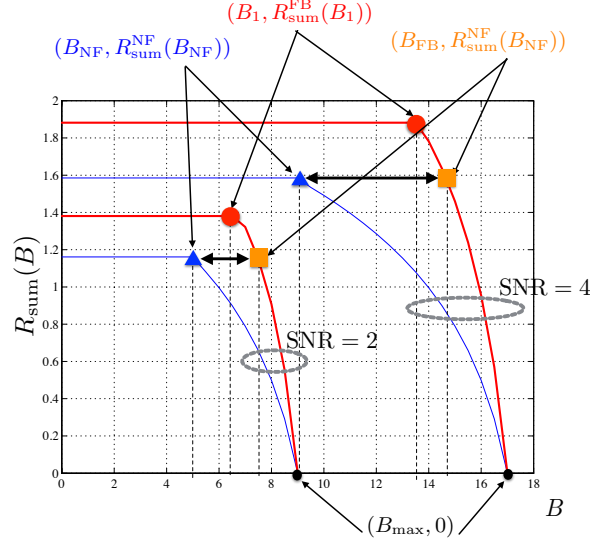 (B₁, R_sum^FB(B₁))
(B_NF, R_sum^NF(B_NF))
(B_FB, R_sum^NF(B_NF))
2
1.8
1.6
1.4
1.2
1
0.8
0.6
0.4
0.2
0
R_sum(B)
SNR = 4
SNR = 2
0 2 4 6 8 10 12 14 16 18
B
(B_max, 0)